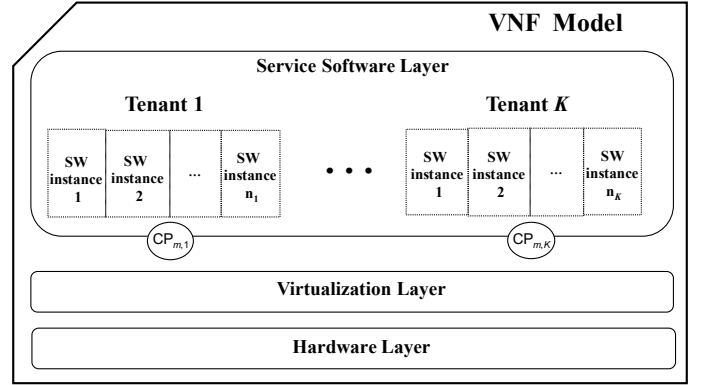 VNF Model
Service Software Layer
Tenant 1
Tenant K
SW instance 1
SW instance 2
...
SW instance n1
• • •
SW instance 1
SW instance 2
...
SW instance nK
CPm,1
CPm,K
Virtualization Layer
Hardware Layer